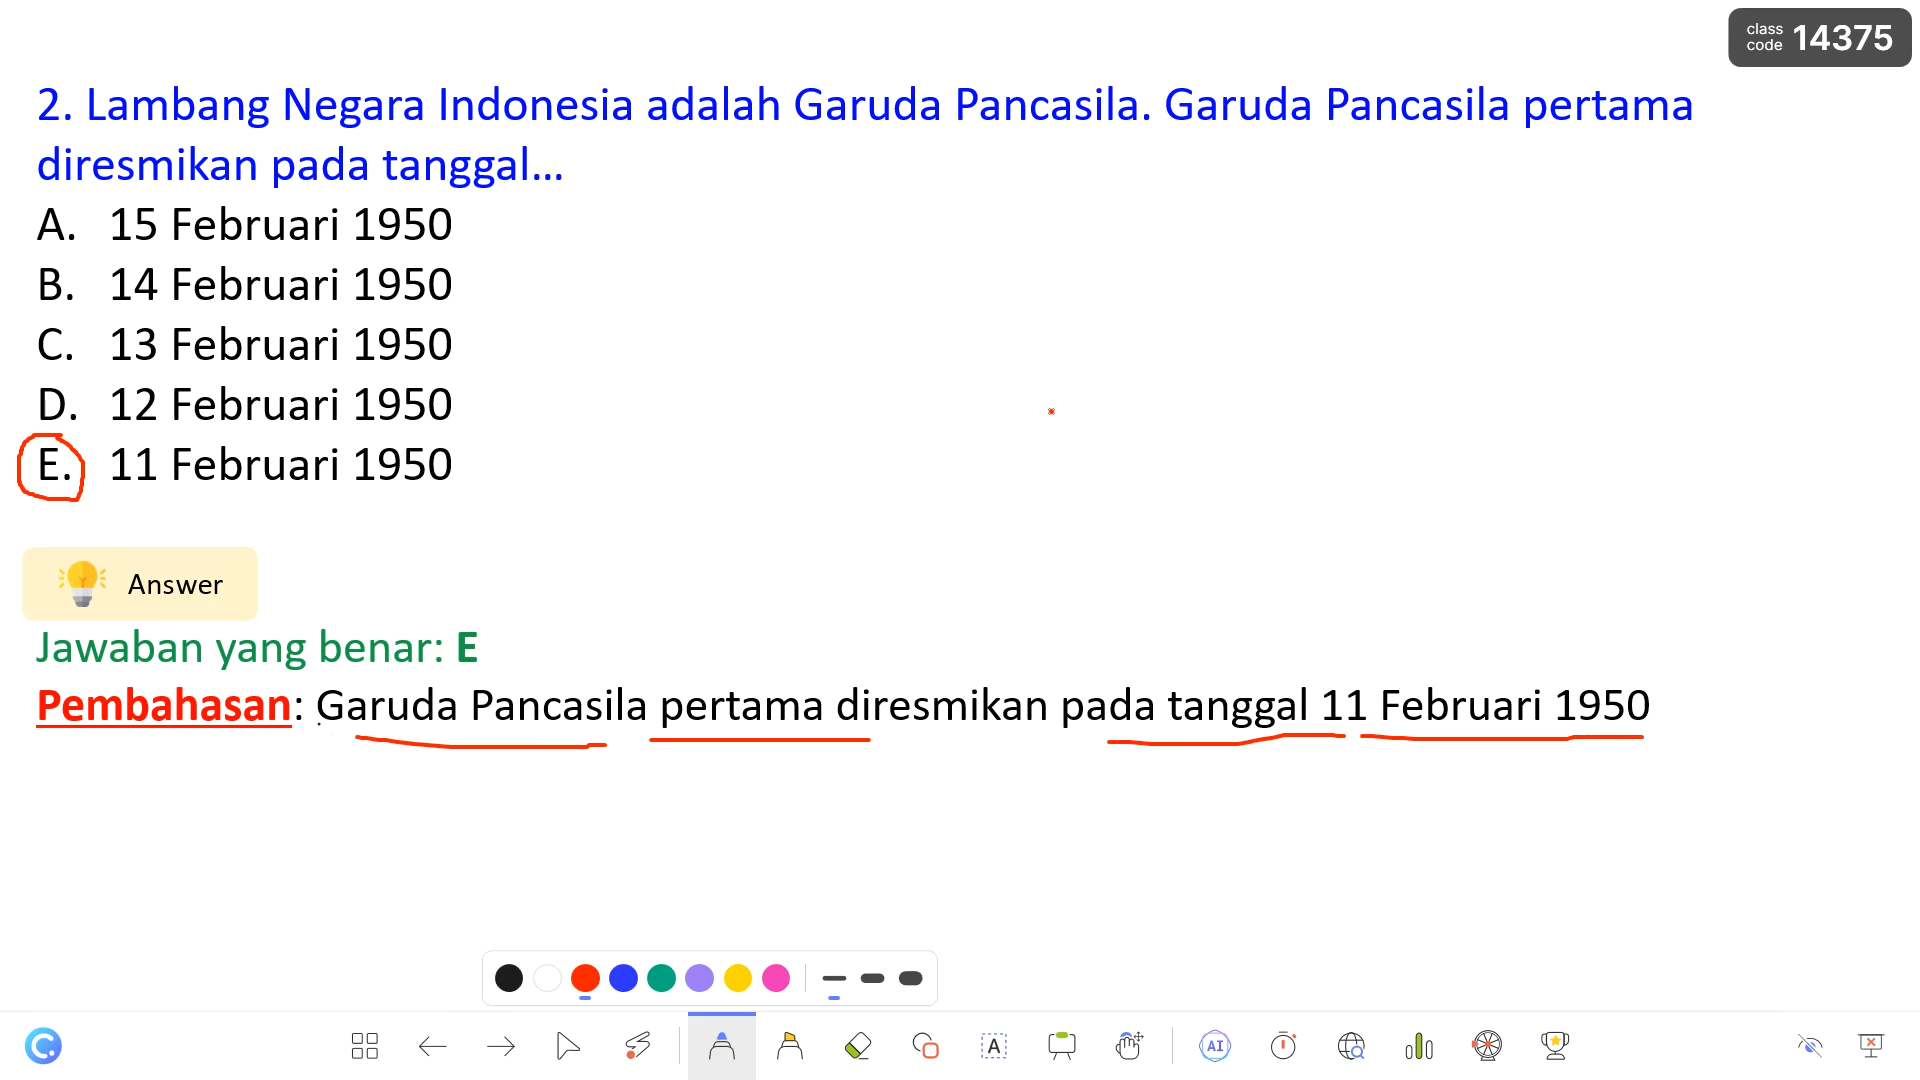 class
code 14375
2. Lambang Negara Indonesia adalah Garuda Pancasila. Garuda Pancasila pertama
diresmikan pada tanggal...
A. 15 Februari 1950
B. 14 Februari 1950
C. 13 Februari 1950
D. 12 Februari 1950
E. 11 Februari 1950
Answer
Jawaban yang benar: E
Pembahasan: Garuda Pancasila pertama diresmikan pada tanggal 11 Februari 1950
A
AI